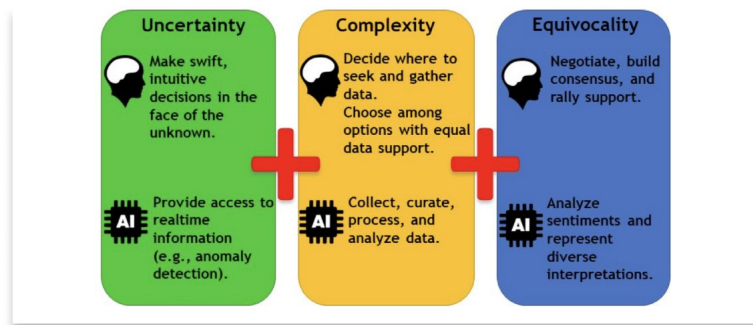 Uncertainty
Make swift,
intuitive
decisions in the
face of the
unknown.
AI
Provide access to
realtime
information
(e.g., anomaly
detection).
Complexity
Decide where to
seek and gather
data.
Choose among
options with equal
data support.
AI
Collect, curate,
process, and
analyze data.
Equivocality
Negotiate, build
consensus, and
rally support.
AI
Analyze
sentiments and
represent
diverse
interpretations.